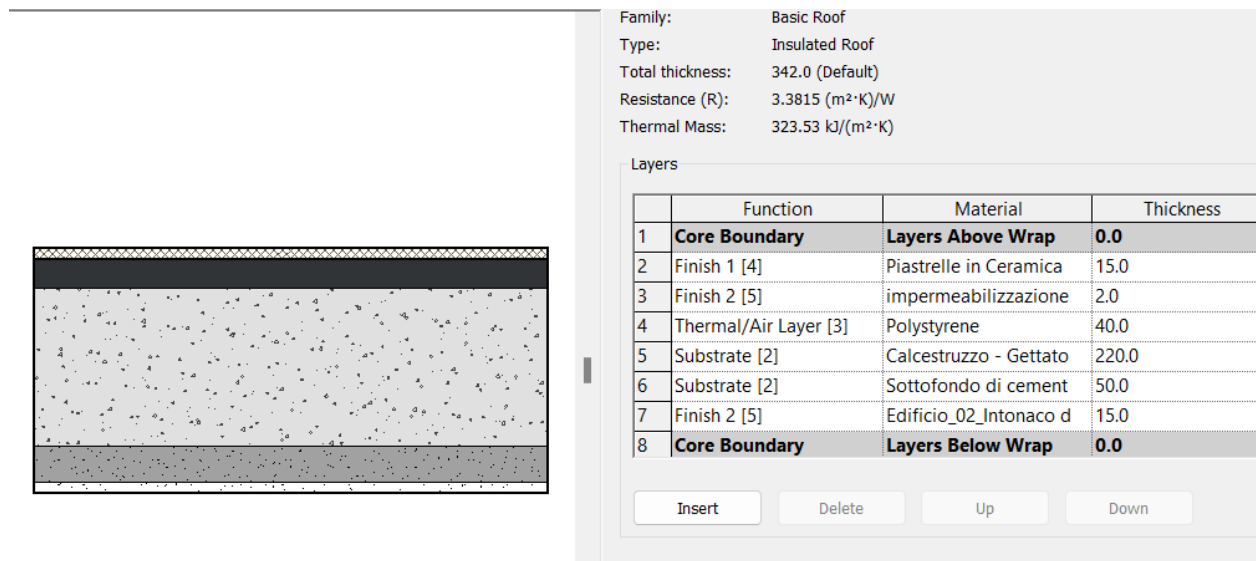 Family: Basic Roof
Type: Insulated Roof
Total thickness: 342.0 (Default)
Resistance (R): 3.3815 (m²·K)/W
Thermal Mass: 323.53 kJ/(m²·K)
Layers
Function Material Thickness
1 Core Boundary Layers Above Wrap 0.0
2 Finish 1 [4] Piastrelle in Ceramica 15.0
3 Finish 2 [5] impermeabilizzazione 2.0
4 Thermal/Air Layer [3] Polystyrene 40.0
5 Substrate [2] Calcestruzzo - Gettato 220.0
6 Substrate [2] Sottofondo di cement 50.0
7 Finish 2 [5] Edificio_02_Intonaco d 15.0
8 Core Boundary Layers Below Wrap 0.0
Insert Delete Up Down